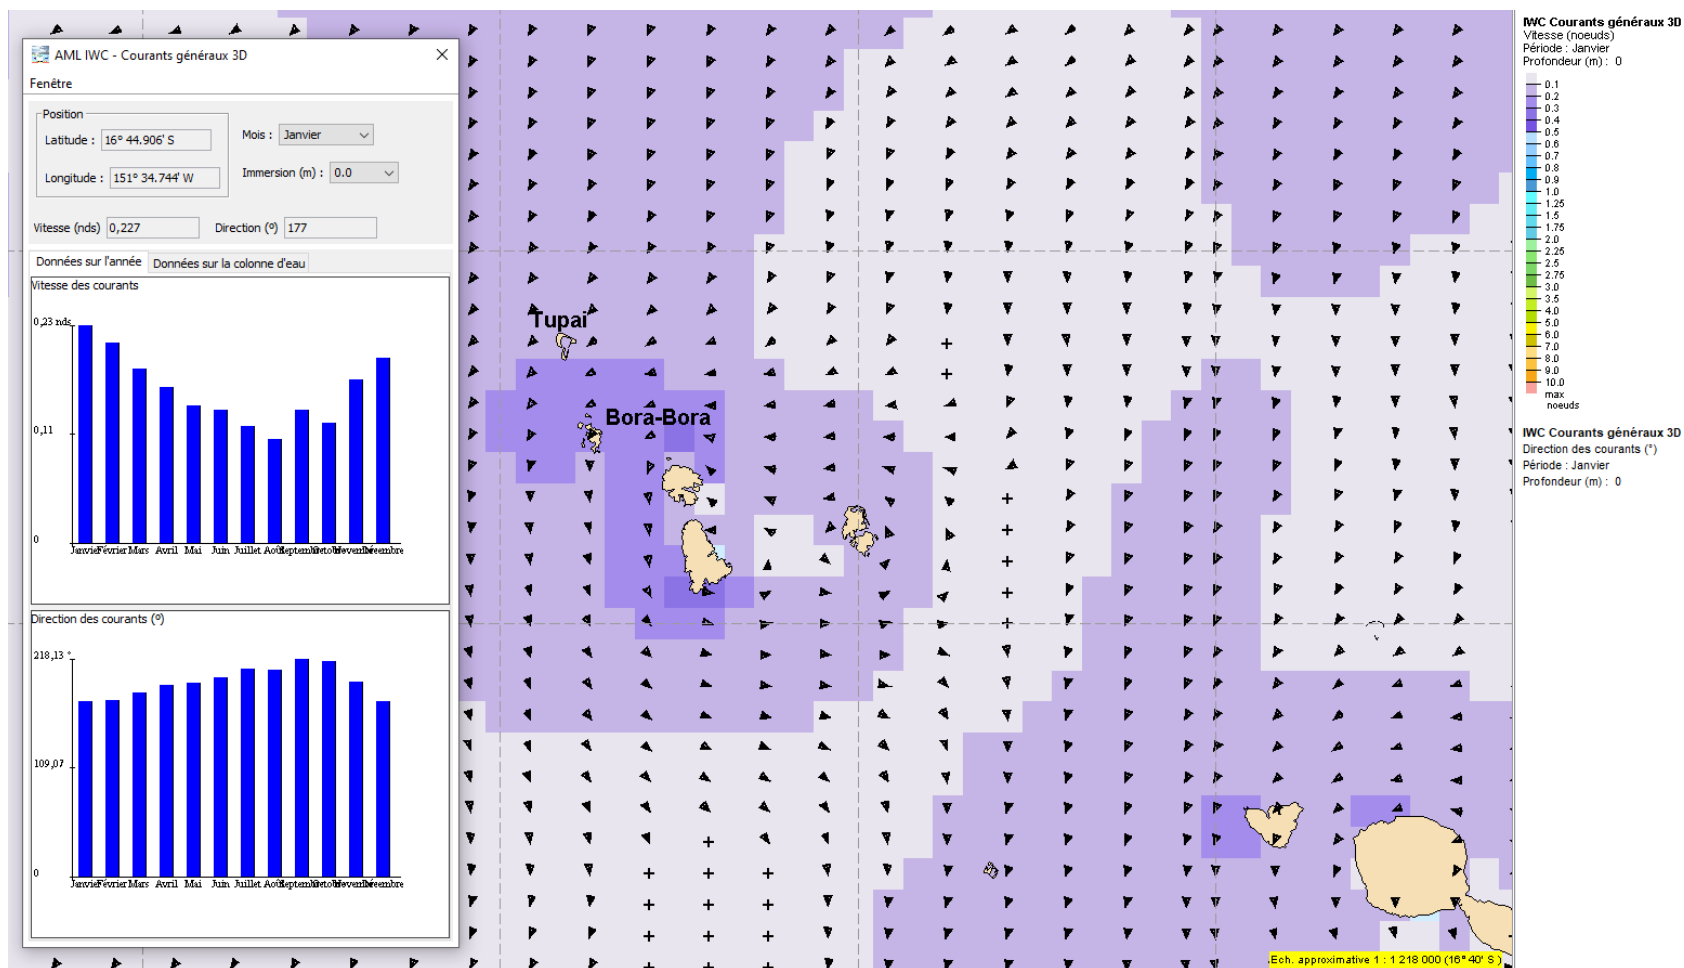 AML IWC - Courants généraux 3D
Fenêtre
Position
Latitude : 16° 44.906' S
Longitude : 151° 34.744' W
Mois : Janvier
Immersion (m) : 0.0
Vitesse (nds) 0,227
Direction (º) 177
Données sur l'année
Données sur la colonne d'eau
Vitesse des courants
0,23 nds
0,11
0
Janvier Février Mars Avril Mai Juin Juillet Août Septembre Octobre Novembre Décembre
Direction des courants (º)
218,13 °
109,07
0
Janvier Février Mars Avril Mai Juin Juillet Août Septembre Octobre Novembre Décembre
Tupai
Bora-Bora
Ech. approximative 1 : 1 218 000 (16° 40' S )
IWC Courants généraux 3D
Vitesse (noeuds)
Période : Janvier
Profondeur (m) : 0
0.1
0.2
0.3
0.4
0.5
0.6
0.7
0.8
0.9
1.0
1.25
1.5
1.75
2.0
2.25
2.5
2.75
3.0
3.5
4.0
5.0
6.0
7.0
8.0
9.0
10.0
max
noeuds
IWC Courants généraux 3D
Direction des courants (°)
Période : Janvier
Profondeur (m) : 0